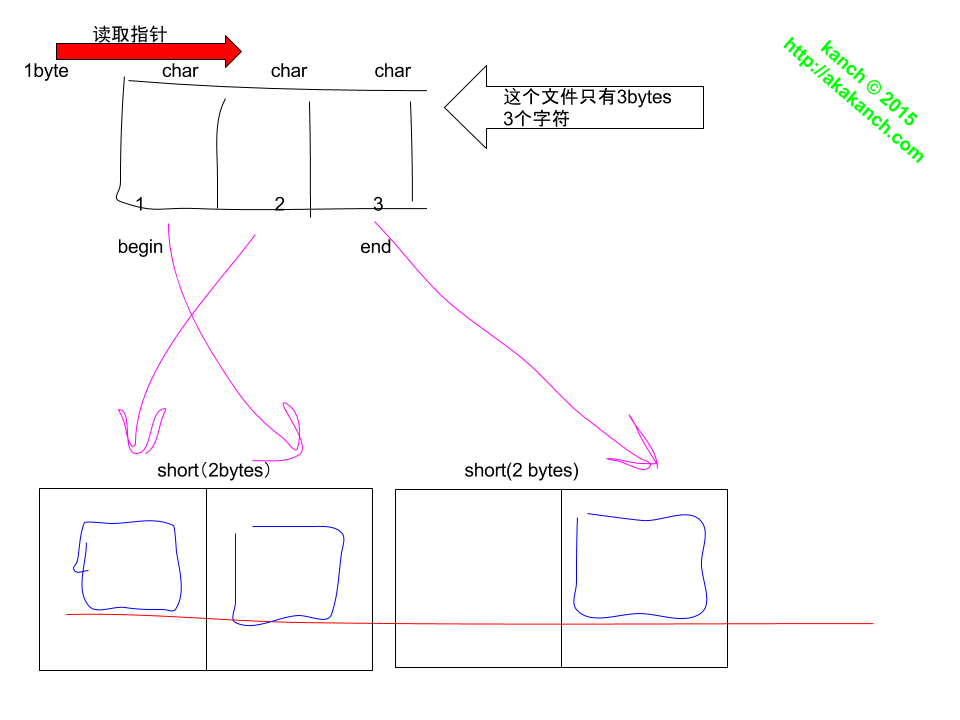 读取指针
1byte
char
char
char
这个文件只有3bytes
3个字符
kanch © 2015
http://akakanch.com
1
2
3
begin
end
short（2bytes）
short(2 bytes)